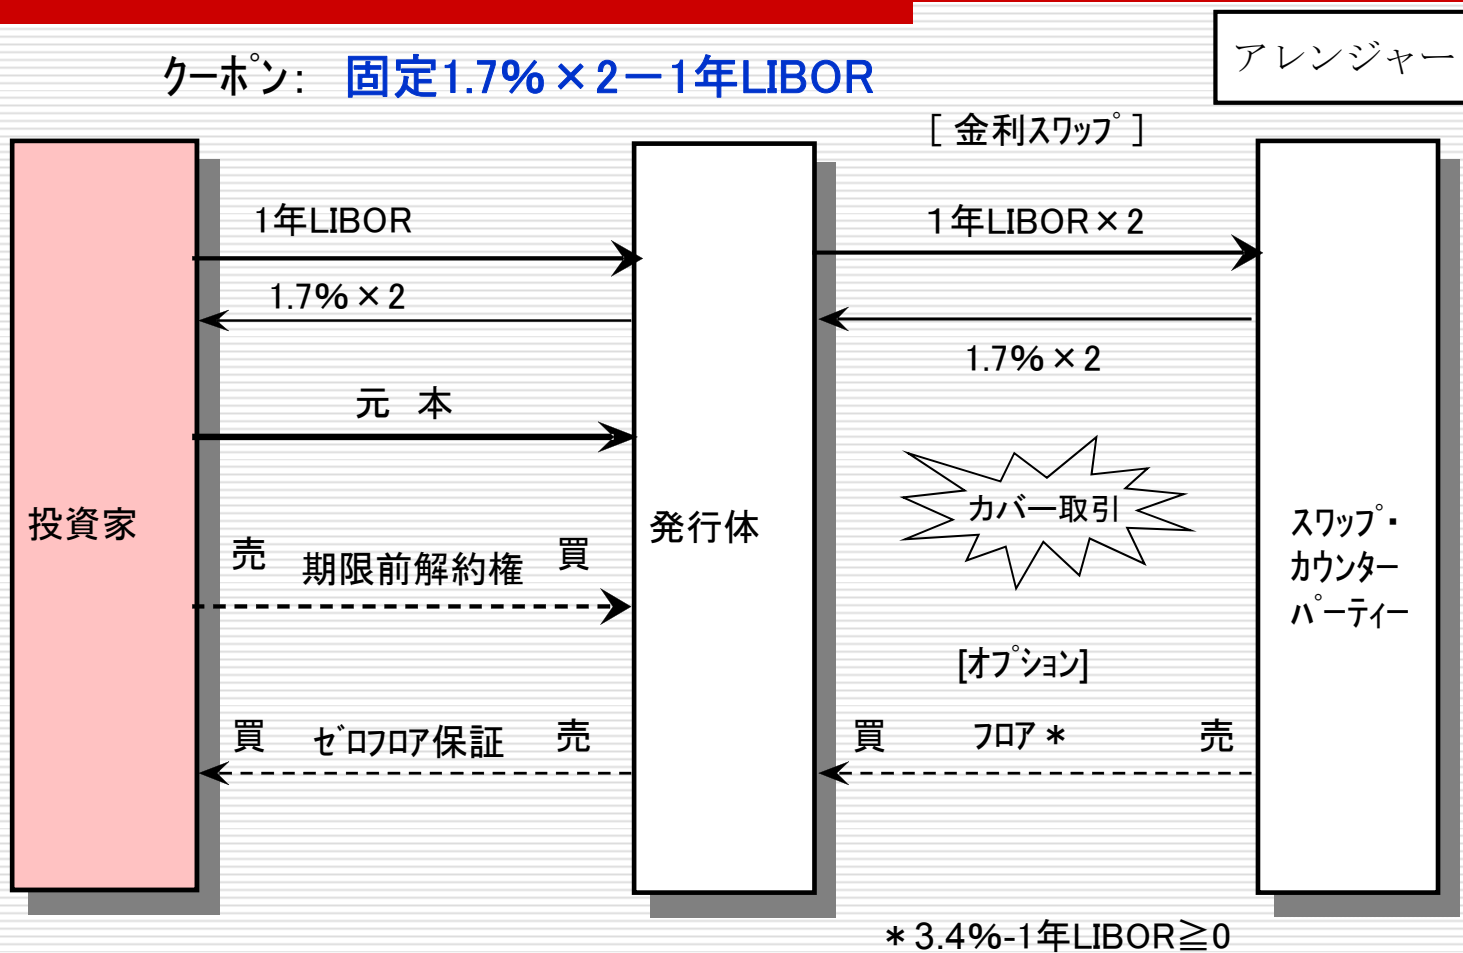 アレンジャー
クーポン: 固定1.7%×2－1年LIBOR
[ 金利スワップ ]
1年LIBOR
1年LIBOR×2
1.7%×2
1.7%×2
元 本
投資家
発行体
カバー取引
スワップ・
カウンター
パーティー
売 期限前解約権 買
[オプション]
買 ゼロフロア保証 売
買 フロア＊ 売
＊3.4%-1年LIBOR≧0